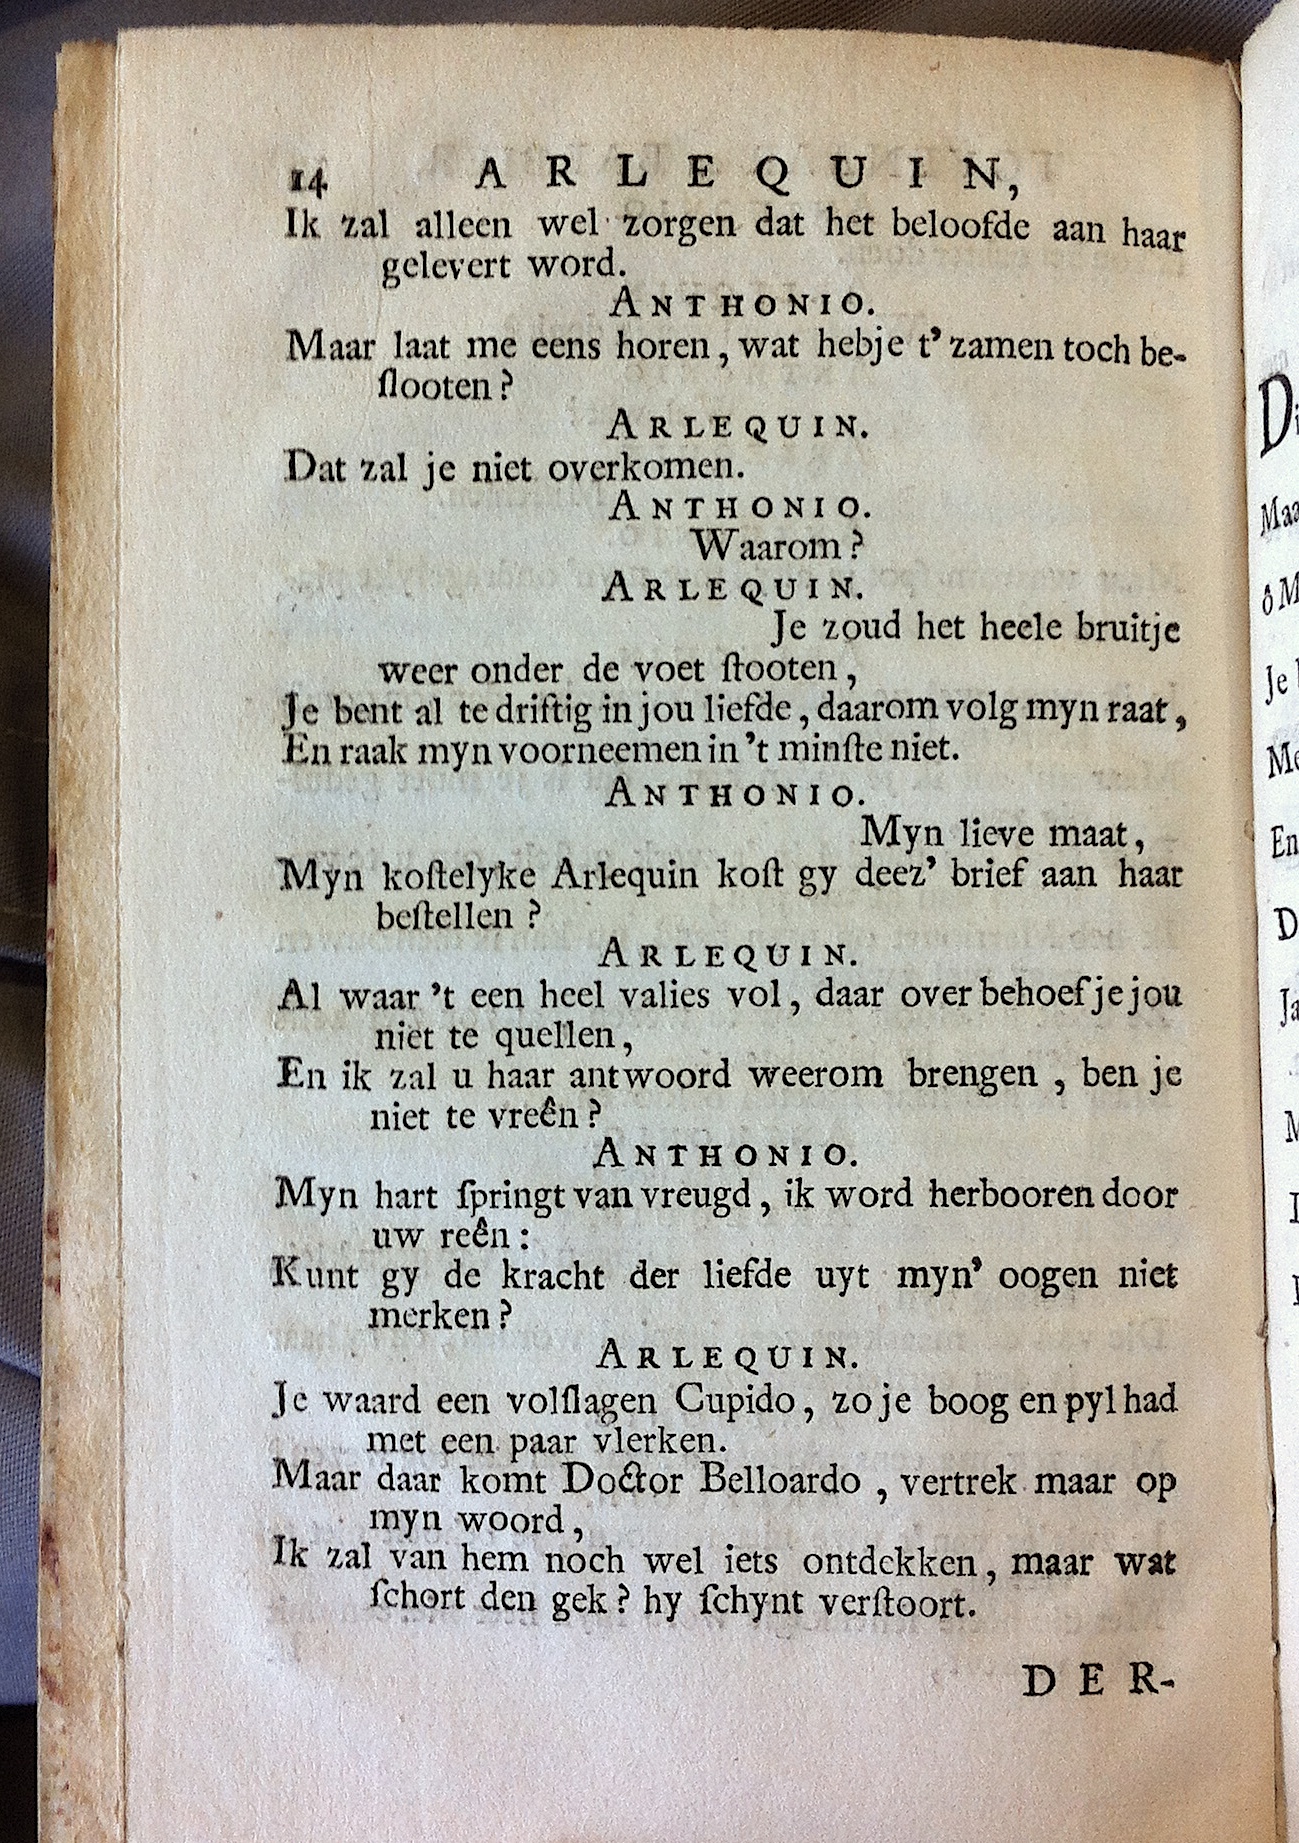 14 ARLEQUIN,
Ik zal alleen wel zorgen dat het beloofde aan haar
gelevert word.
ANTHONIO.
Maar laat me eens horen, wat hebje t' zamen toch be-
ſlooten?
ARLEQUIN.
Dat zal je niet overkomen.
ANTHONIO.
Waarom?
ARLEQUIN.
Je zoud het heele bruitje
weer onder de voet ſtooten,
Je bent al te driftig in jou liefde, daarom volg myn raat,
En raak myn voorneemen in 't minſte niet.
ANTHONIO.
Myn lieve maat,
Myn koſtelyke Arlequin koſt gy deez' brief aan haar
beſtellen?
ARLEQUIN.
Al waar 't een heel valies vol, daar over behoef je jou
niet te quellen,
En ik zal u haar antwoord weerom brengen, ben je
niet te vreên?
ANTHONIO.
Myn hart ſpringt van vreugd, ik word herbooren door
uw reên:
Kunt gy de kracht der liefde uyt myn' oogen niet
merken?
ARLEQUIN.
Je waard een volſlagen Cupido, zo je boog en pyl had
met een paar vlerken.
Maar daar komt Doctor Belloardo, vertrek maar op
myn woord,
Ik zal van hem noch wel iets ontdekken, maar wat
ſchort den gek? hy ſchynt verſtoort.
DER-
Maa
ô M
Je
Me
En
D